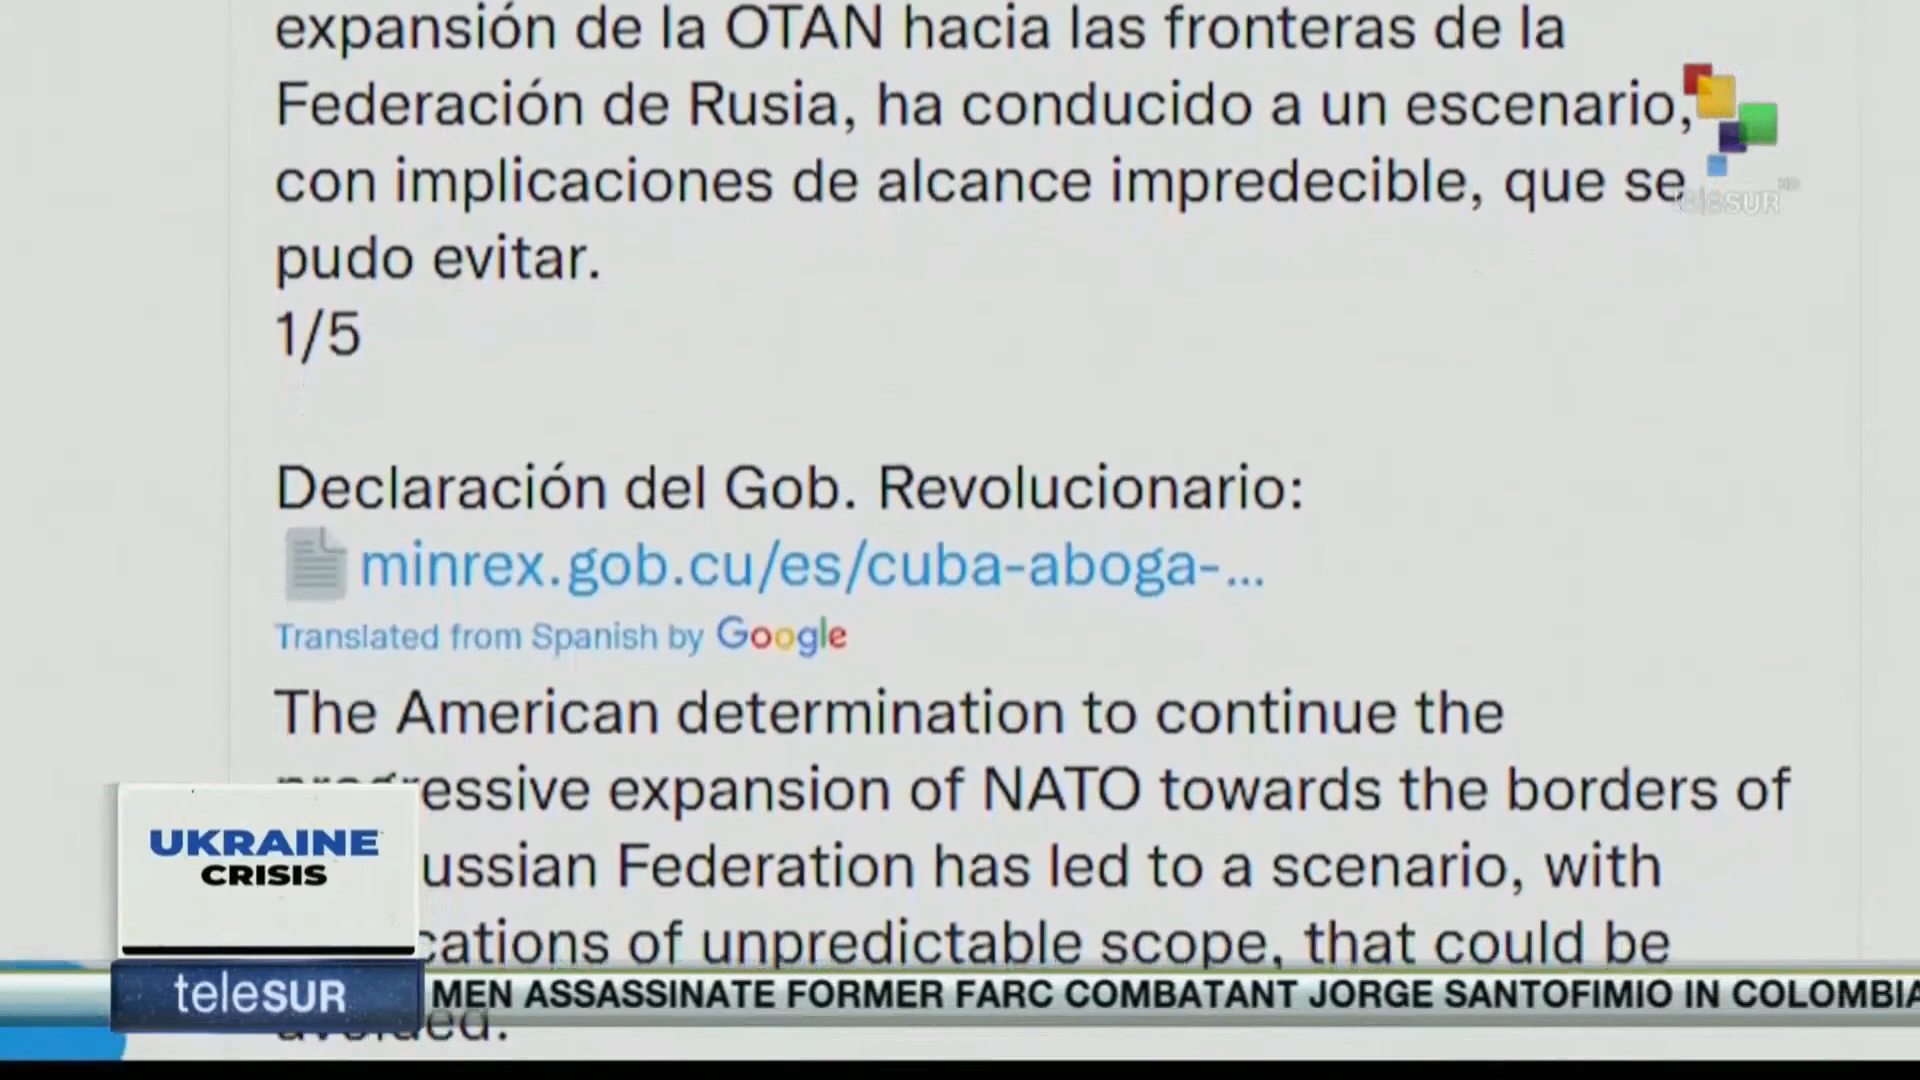 expansión de la OTAN hacia las fronteras de la
Federación de Rusia, ha conducido a un escenario,
con implicaciones de alcance impredecible, que se
pudo evitar.
1/5
teleSUR HD
Declaración del Gob. Revolucionario:
minrex.gob.cu/es/cuba-aboga-...
Translated from Spanish by Google
The American determination to continue the
essive expansion of NATO towards the borders of
ussian Federation has led to a scenario, with
cations of unpredictable scope, that could be
UKRAINE
CRISIS
teleSUR
MEN ASSASSINATE FORMER FARC COMBATANT JORGE SANTOFIMIO IN COLOMBIA